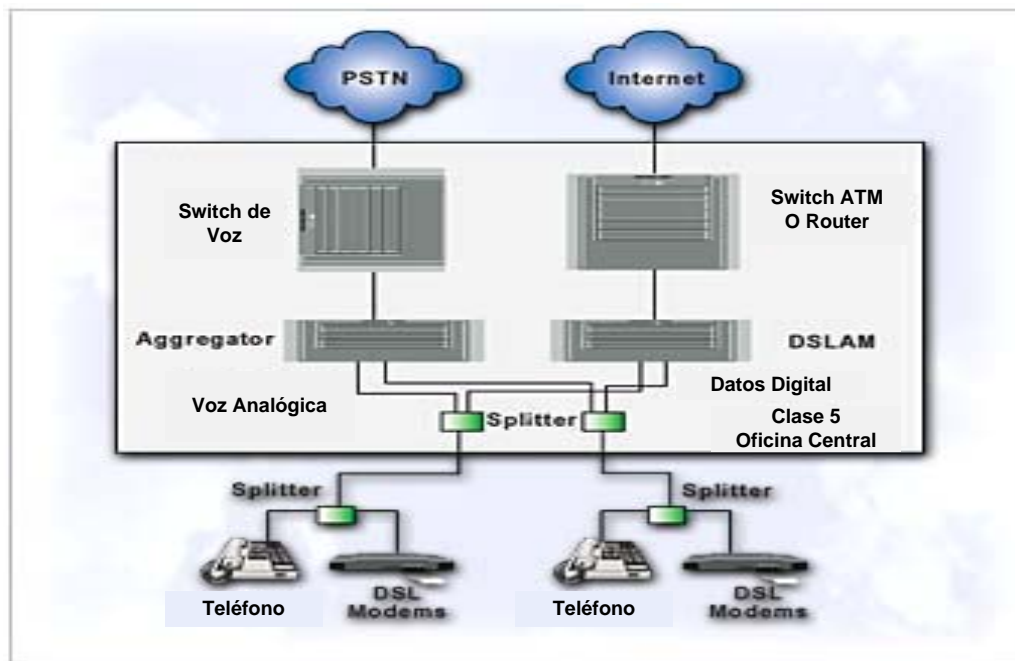 PSTN
Internet
Switch de
Voz
Switch ATM
O Router
Aggregator
DSLAM
Voz Analógica
Datos Digital
Splitter
Clase 5
Oficina Central
Splitter
Splitter
Teléfono
DSL
Modems
Teléfono
DSL
Modems